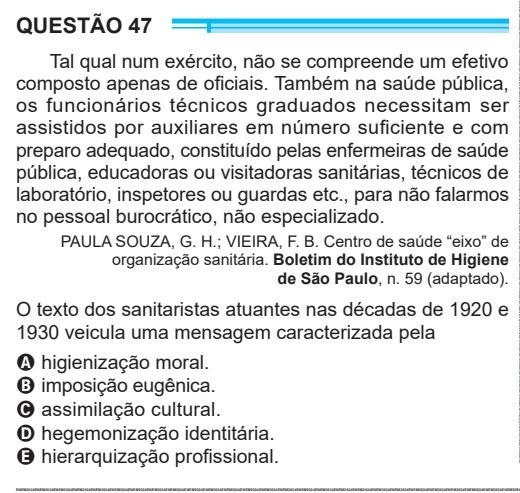 QUESTÃO 47
Tal qual num exército, não se compreende um efetivo
composto apenas de oficiais. Também na saúde pública,
os funcionários técnicos graduados necessitam ser
assistidos por auxiliares em número suficiente e com
preparo adequado, constituído pelas enfermeiras de saúde
pública, educadoras ou visitadoras sanitárias, técnicos de
laboratório, inspetores ou guardas etc., para não falarmos
no pessoal burocrático, não especializado.
PAULA SOUZA, G. H.; VIEIRA, F. B. Centro de saúde “eixo” de
organização sanitária. Boletim do Instituto de Higiene
de São Paulo, n. 59 (adaptado).
O texto dos sanitaristas atuantes nas décadas de 1920 e
1930 veicula uma mensagem caracterizada pela
A higienização moral.
B imposição eugênica.
C assimilação cultural.
D hegemonização identitária.
E hierarquização profissional.